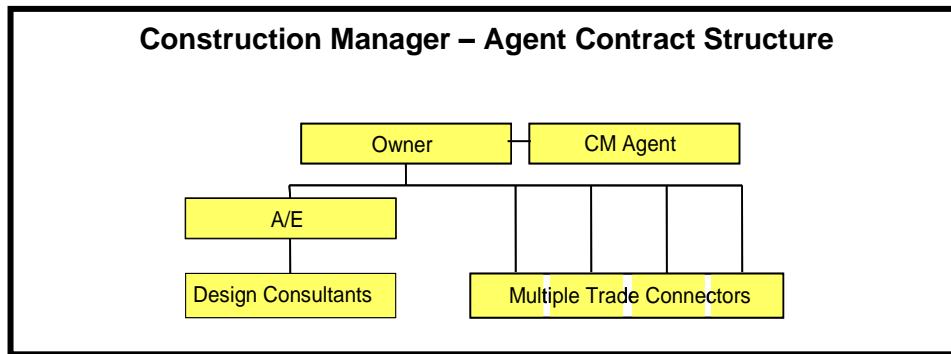 Construction Manager – Agent Contract Structure
Owner
CM Agent
A/E
Design Consultants
Multiple Trade Connectors